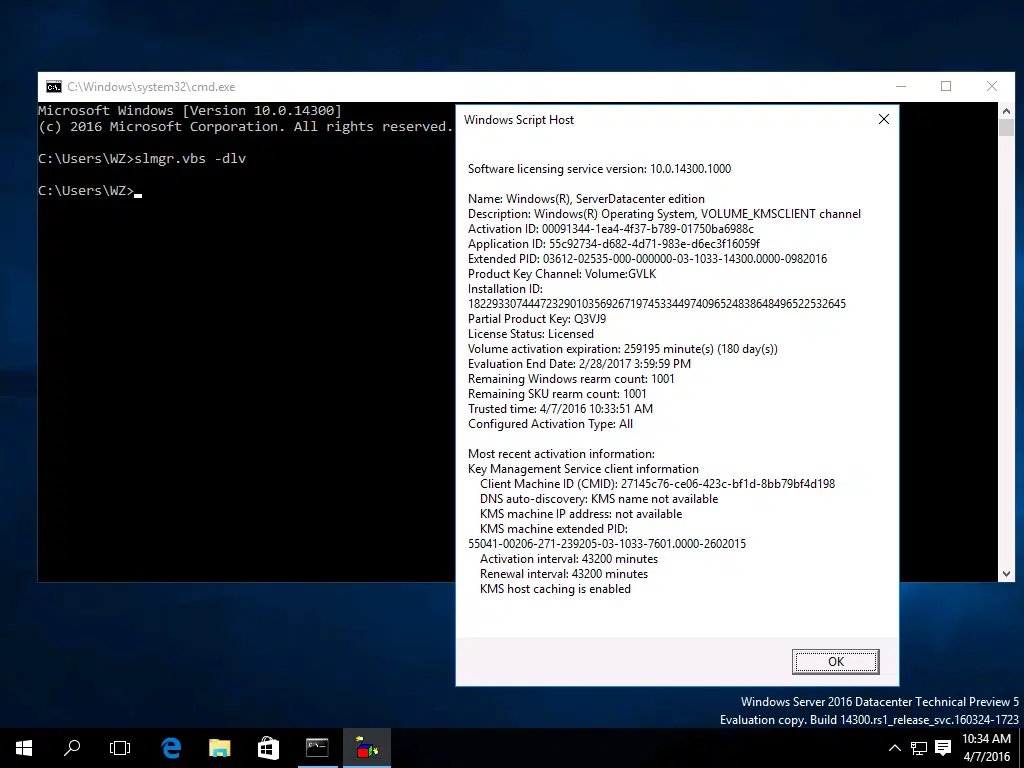 C:\Windows\system32\cmd.exe
Microsoft Windows [Version 10.0.14300]
(c) 2016 Microsoft Corporation. All rights reserved.
C:\Users\WZ>slmgr.vbs -dlv
C:\Users\WZ>
Windows Script Host
Software licensing service version: 10.0.14300.1000
Name: Windows(R), ServerDatacenter edition
Description: Windows(R) Operating System, VOLUME_KMSCLIENT channel
Activation ID: 00091344-1ea4-4f37-b789-01750ba6988c
Application ID: 55c92734-d682-4d71-983e-d6ec3f16059f
Extended PID: 03612-02535-000-000000-03-1033-14300.0000-0982016
Product Key Channel: Volume:GVLK
Installation ID:
182293307444723290103569267197453344974096524838648496522532645
Partial Product Key: Q3VJ9
License Status: Licensed
Volume activation expiration: 259195 minute(s) (180 day(s))
Evaluation End Date: 2/28/2017 3:59:59 PM
Remaining Windows rearm count: 1001
Remaining SKU rearm count: 1001
Trusted time: 4/7/2016 10:33:51 AM
Configured Activation Type: All
Most recent activation information:
Key Management Service client information
Client Machine ID (CMID): 27145c76-ce06-423c-bf1d-8bb79bf4d198
DNS auto-discovery: KMS name not available
KMS machine IP address: not available
KMS machine extended PID:
55041-00206-271-239205-03-1033-7601.0000-2602015
Activation interval: 43200 minutes
Renewal interval: 43200 minutes
KMS host caching is enabled
OK
Windows Server 2016 Datacenter Technical Preview 5
Evaluation copy. Build 14300.rs1_release_svc.160324-1723
10:34 AM
4/7/2016